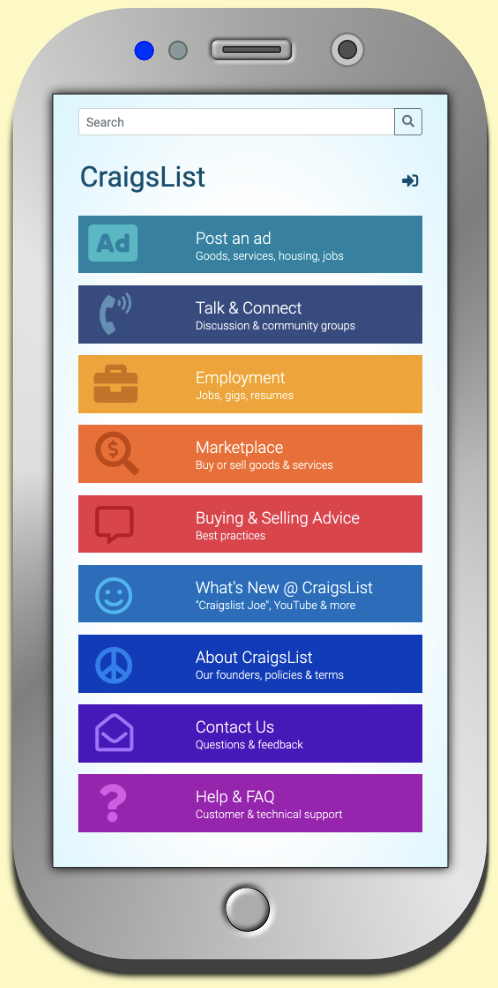 Search
CraigsList
Ad
Post an ad
Goods, services, housing, jobs
Talk & Connect
Discussion & community groups
Employment
Jobs, gigs, resumes
$
Marketplace
Buy or sell goods & services
Buying & Selling Advice
Best practices
What's New @ CraigsList
"Craigslist Joe", YouTube & more
About CraigsList
Our founders, policies & terms
Contact Us
Questions & feedback
?
Help & FAQ
Customer & technical support